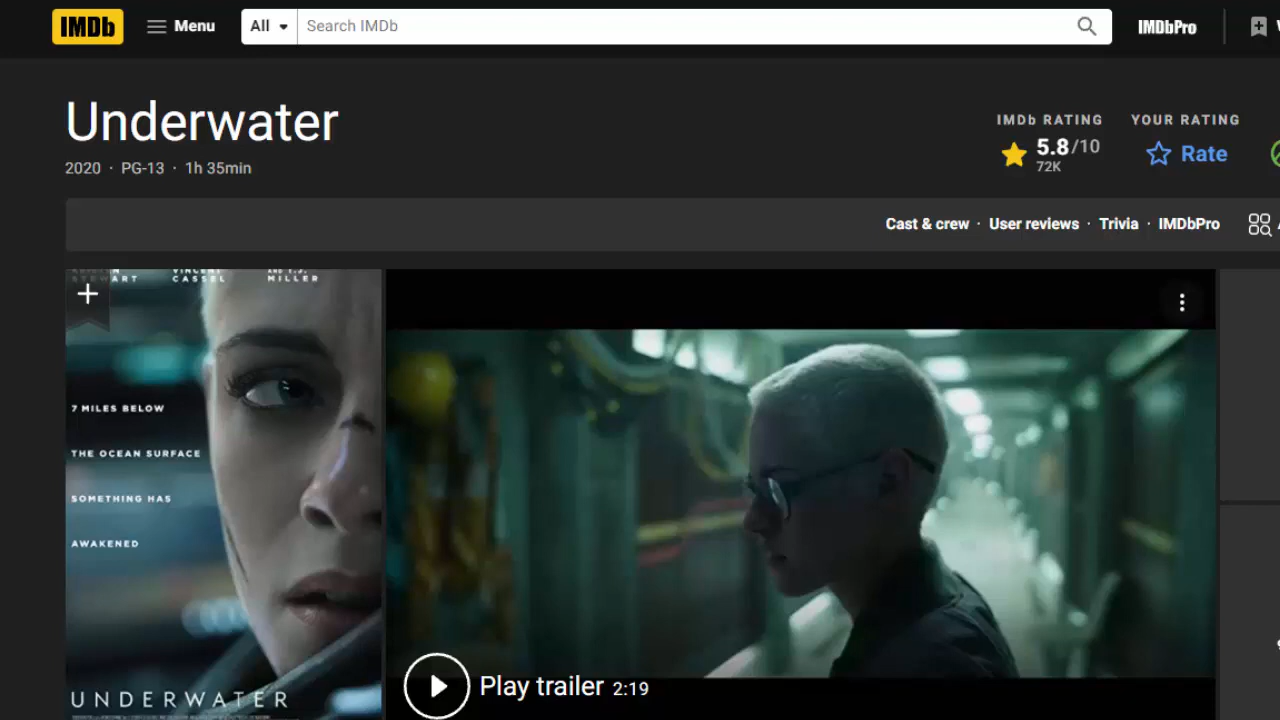 IMDb
Menu
All
Search IMDb
IMDbPro
Underwater
2020 · PG-13 · 1h 35min
IMDb RATING
5.8/10
72K
YOUR RATING
Rate
Cast & crew · User reviews · Trivia · IMDbPro
VINCENT
CASSEL
AND T.J.
MILLER
7 MILES BELOW
THE OCEAN SURFACE
SOMETHING HAS
AWAKENED
UNDERWATER
Play trailer 2:19